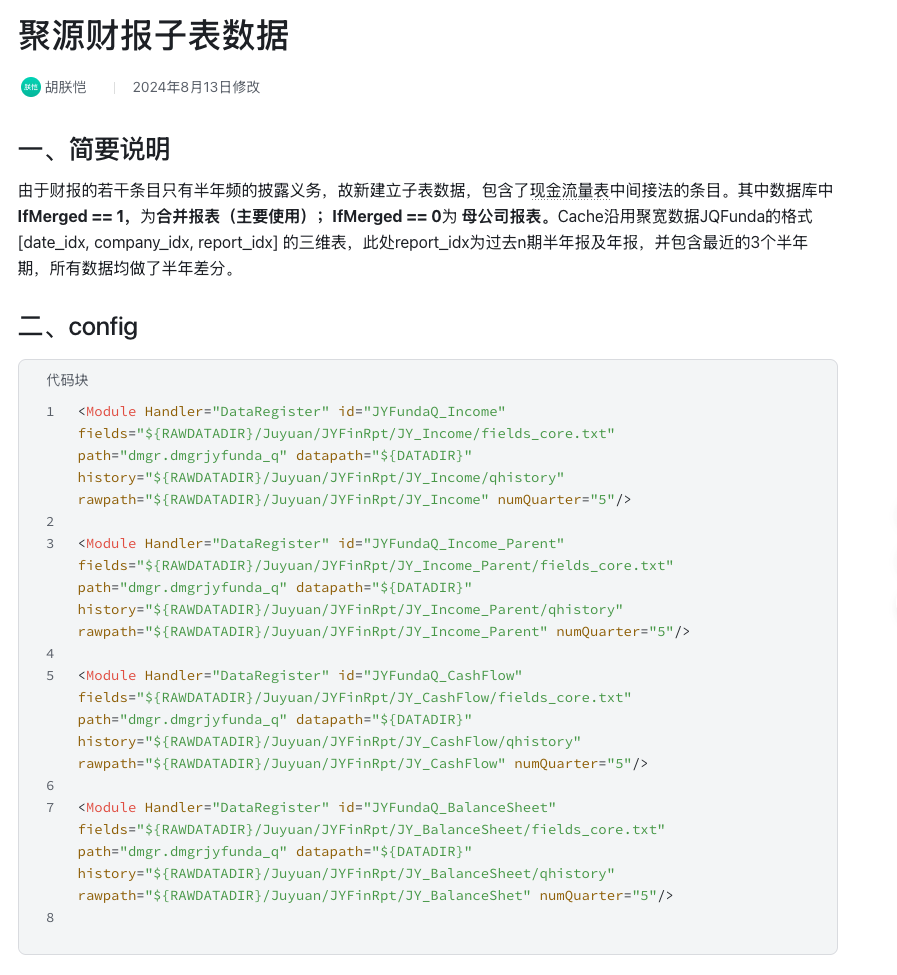 聚源财报子表数据
朕恺 胡朕恺 2024年8月13日修改
一、简要说明
由于财报的若干条目只有半年频的披露义务，故新建立子表数据，包含了现金流量表中间接法的条目。其中数据库中
IfMerged == 1，为合并报表（主要使用）；IfMerged == 0为 母公司报表。Cache沿用聚宽数据JQFunda的格式
[date_idx, company_idx, report_idx] 的三维表，此处report_idx为过去n期半年报及年报，并包含最近的3个半年
期，所有数据均做了半年差分。
二、config
代码块
1 <Module Handler="DataRegister" id="JYFundaQ_Income"
fields="${RAWDATADIR}/Juyuan/JYFinRpt/JY_Income/fields_core.txt"
path="dmgr.dmgrjyfunda_q" datapath="${DATADIR}"
history="${RAWDATADIR}/Juyuan/JYFinRpt/JY_Income/qhistory"
rawpath="${RAWDATADIR}/Juyuan/JYFinRpt/JY_Income" numQuarter="5"/>
2
3 <Module Handler="DataRegister" id="JYFundaQ_Income_Parent"
fields="${RAWDATADIR}/Juyuan/JYFinRpt/JY_Income_Parent/fields_core.txt"
path="dmgr.dmgrjyfunda_q" datapath="${DATADIR}"
history="${RAWDATADIR}/Juyuan/JYFinRpt/JY_Income_Parent/qhistory"
rawpath="${RAWDATADIR}/Juyuan/JYFinRpt/JY_Income_Parent" numQuarter="5"/>
4
5 <Module Handler="DataRegister" id="JYFundaQ_CashFlow"
fields="${RAWDATADIR}/Juyuan/JYFinRpt/JY_CashFlow/fields_core.txt"
path="dmgr.dmgrjyfunda_q" datapath="${DATADIR}"
history="${RAWDATADIR}/Juyuan/JYFinRpt/JY_CashFlow/qhistory"
rawpath="${RAWDATADIR}/Juyuan/JYFinRpt/JY_CashFlow" numQuarter="5"/>
6
7 <Module Handler="DataRegister" id="JYFundaQ_BalanceSheet"
fields="${RAWDATADIR}/Juyuan/JYFinRpt/JY_BalanceSheet/fields_core.txt"
path="dmgr.dmgrjyfunda_q" datapath="${DATADIR}"
history="${RAWDATADIR}/Juyuan/JYFinRpt/JY_BalanceSheet/qhistory"
rawpath="${RAWDATADIR}/Juyuan/JYFinRpt/JY_BalanceShet" numQuarter="5"/>
8